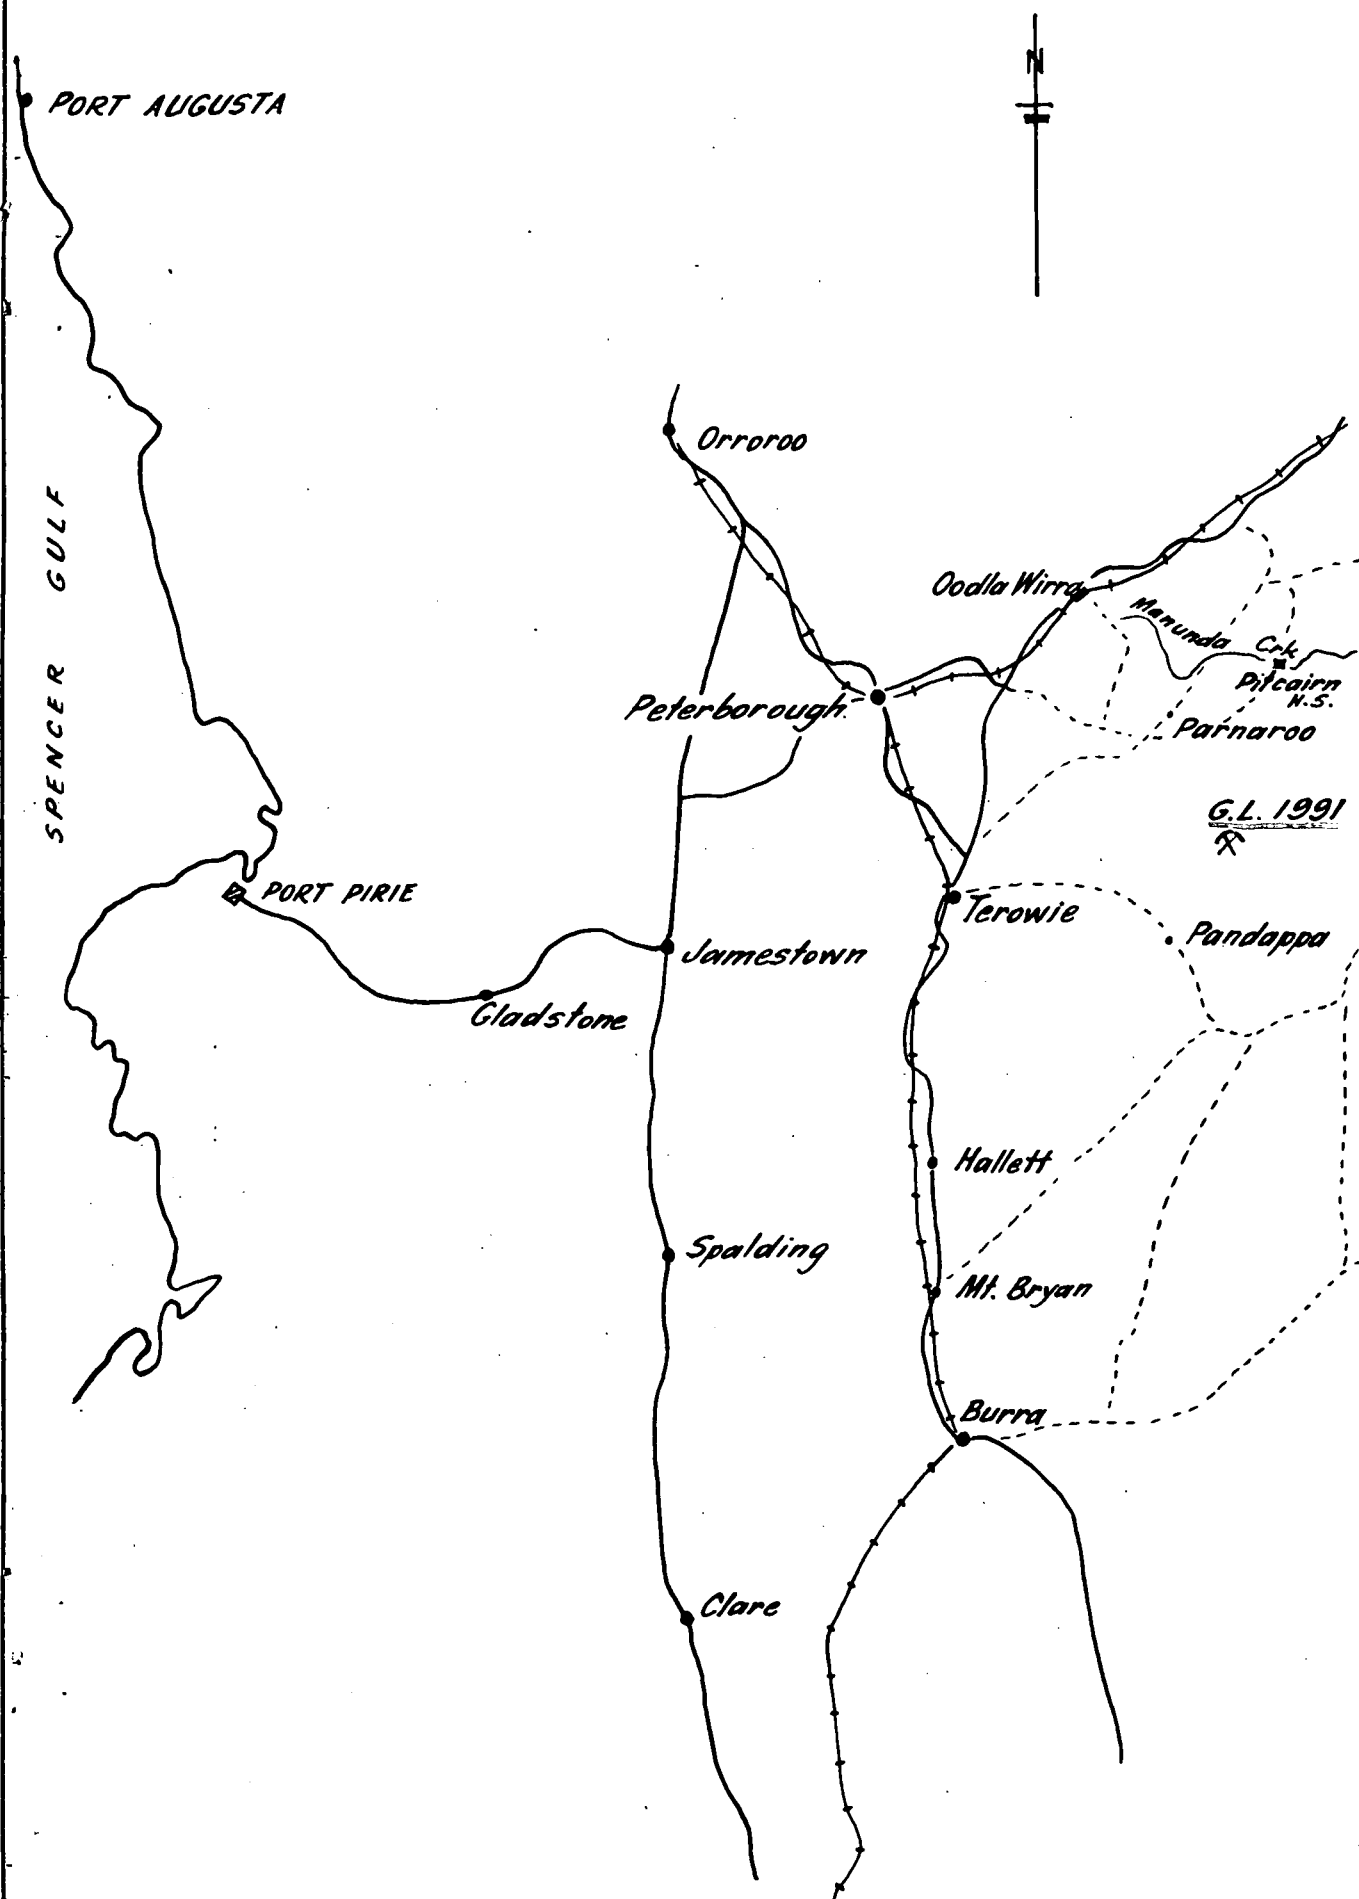 N
PORT AUGUSTA
Orroroo
SPENCER GULF
Oodla Wirra
Manunda Crk
Pitcairn
H.S.
Peterborough
Parnaroo
G.L. 1991
PORT PIRIE
Terowie
Pandappa
Jamestown
Gladstone
Hallett
Spalding
Mt. Bryan
Burra
Clare